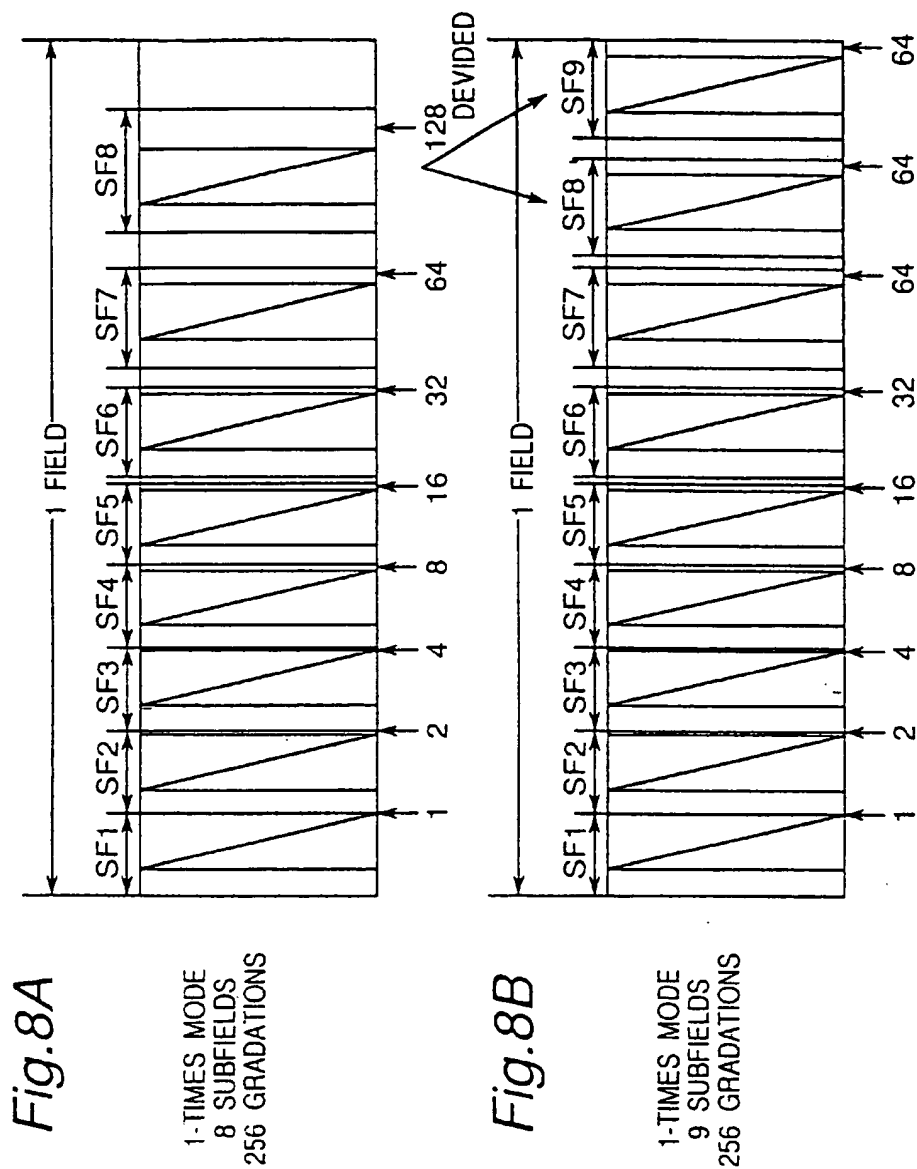 Fig.8A
1-TIMES MODE
8 SUBFIELDS
256 GRADATIONS
1 FIELD
SF1 SF2 SF3 SF4 SF5 SF6 SF7 SF8
1 2 4 8 16 32 64 128
DEVIDED
Fig.8B
1-TIMES MODE
9 SUBFIELDS
256 GRADATIONS
1 FIELD
SF1 SF2 SF3 SF4 SF5 SF6 SF7 SF8 SF9
1 2 4 8 16 32 64 64 64